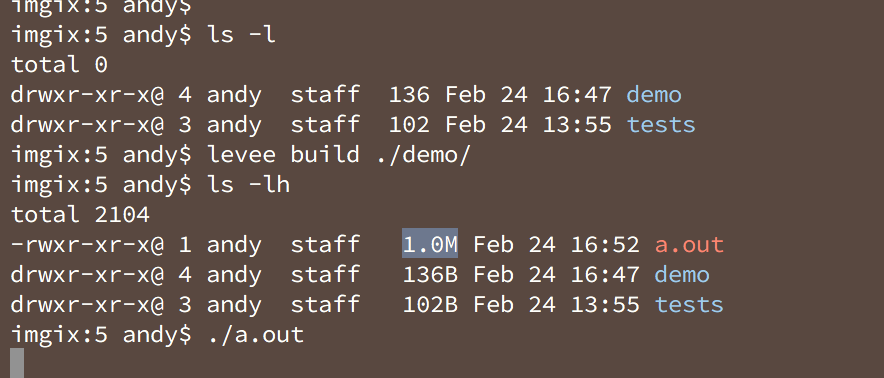 imgix:5 andy$
imgix:5 andy$ ls -l
total 0
drwxr-xr-x@ 4 andy  staff  136 Feb 24 16:47 demo
drwxr-xr-x@ 3 andy  staff  102 Feb 24 13:55 tests
imgix:5 andy$ levee build ./demo/
imgix:5 andy$ ls -lh
total 2104
-rwxr-xr-x@ 1 andy  staff   1.0M Feb 24 16:52 a.out
drwxr-xr-x@ 4 andy  staff   136B Feb 24 16:47 demo
drwxr-xr-x@ 3 andy  staff   102B Feb 24 13:55 tests
imgix:5 andy$ ./a.out